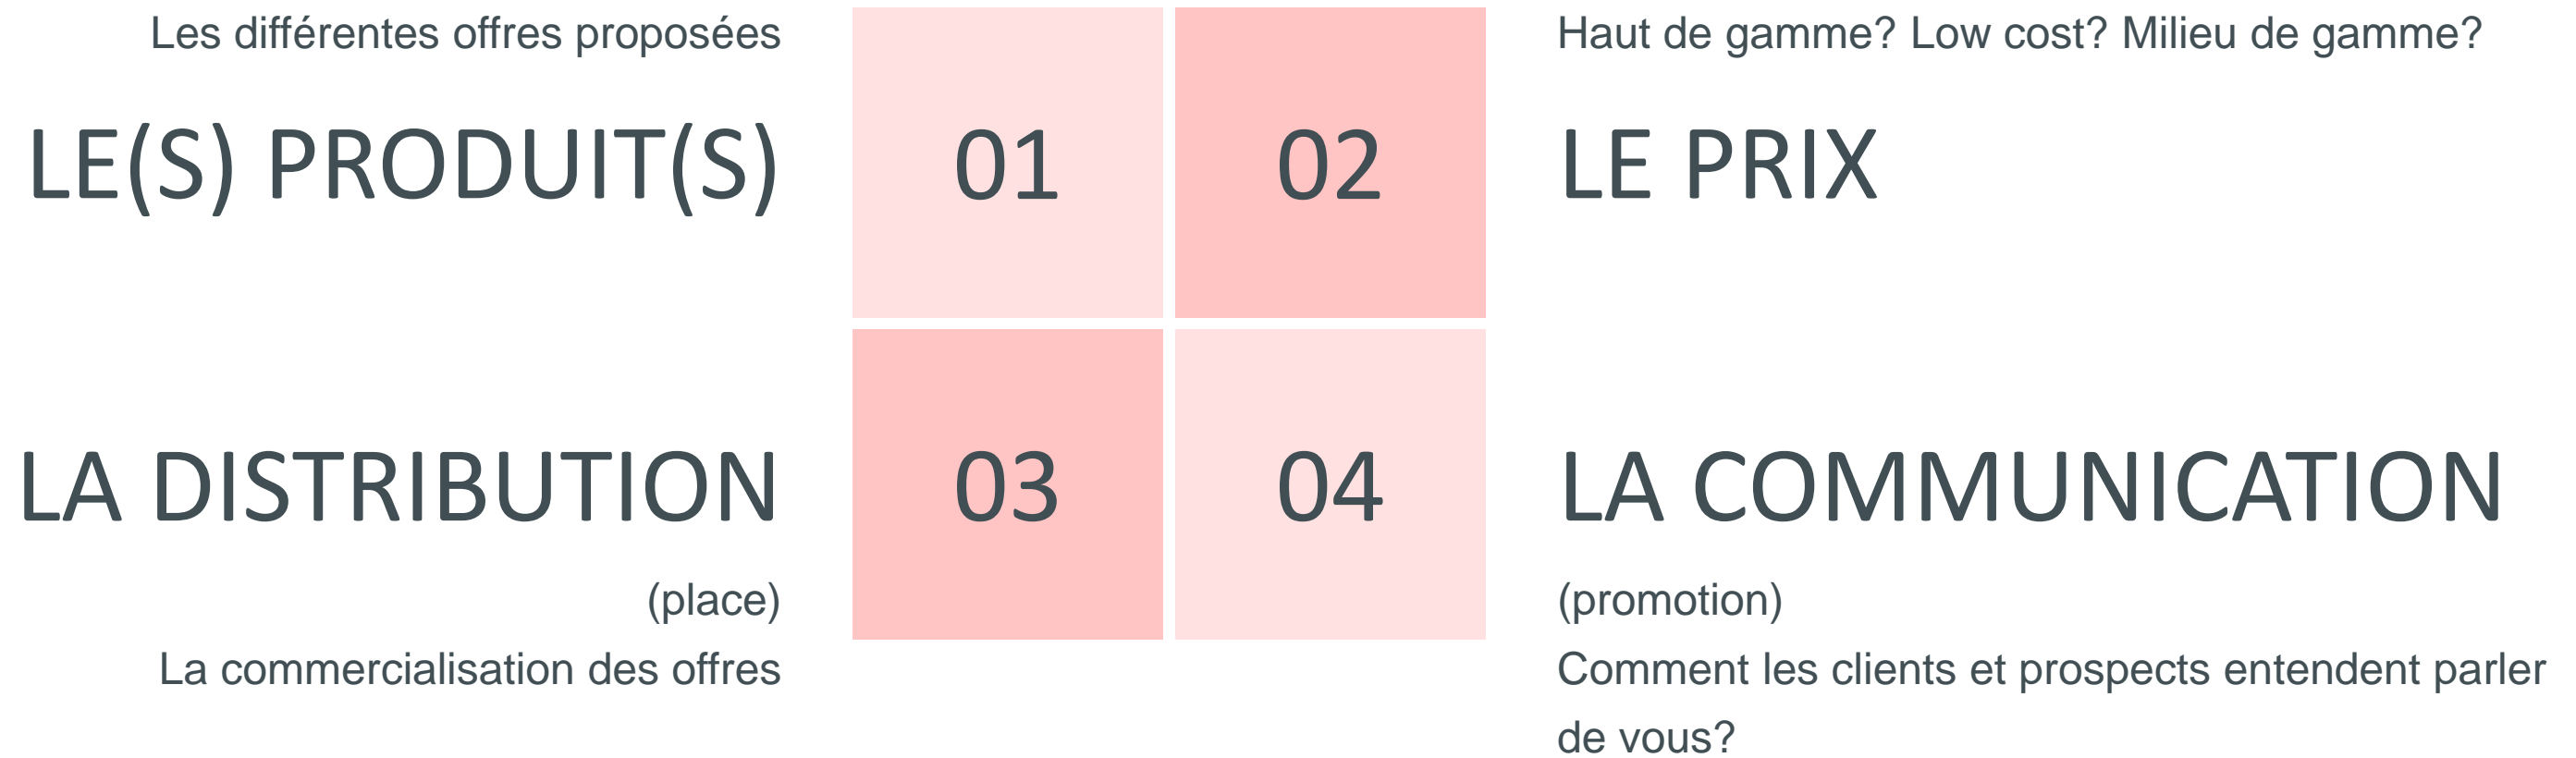 Les différentes offres proposées
LE(S) PRODUIT(S)
01
02
Haut de gamme? Low cost? Milieu de gamme?
LE PRIX
LA DISTRIBUTION
(place)
La commercialisation des offres
03
04
LA COMMUNICATION
(promotion)
Comment les clients et prospects entendent parler
de vous?